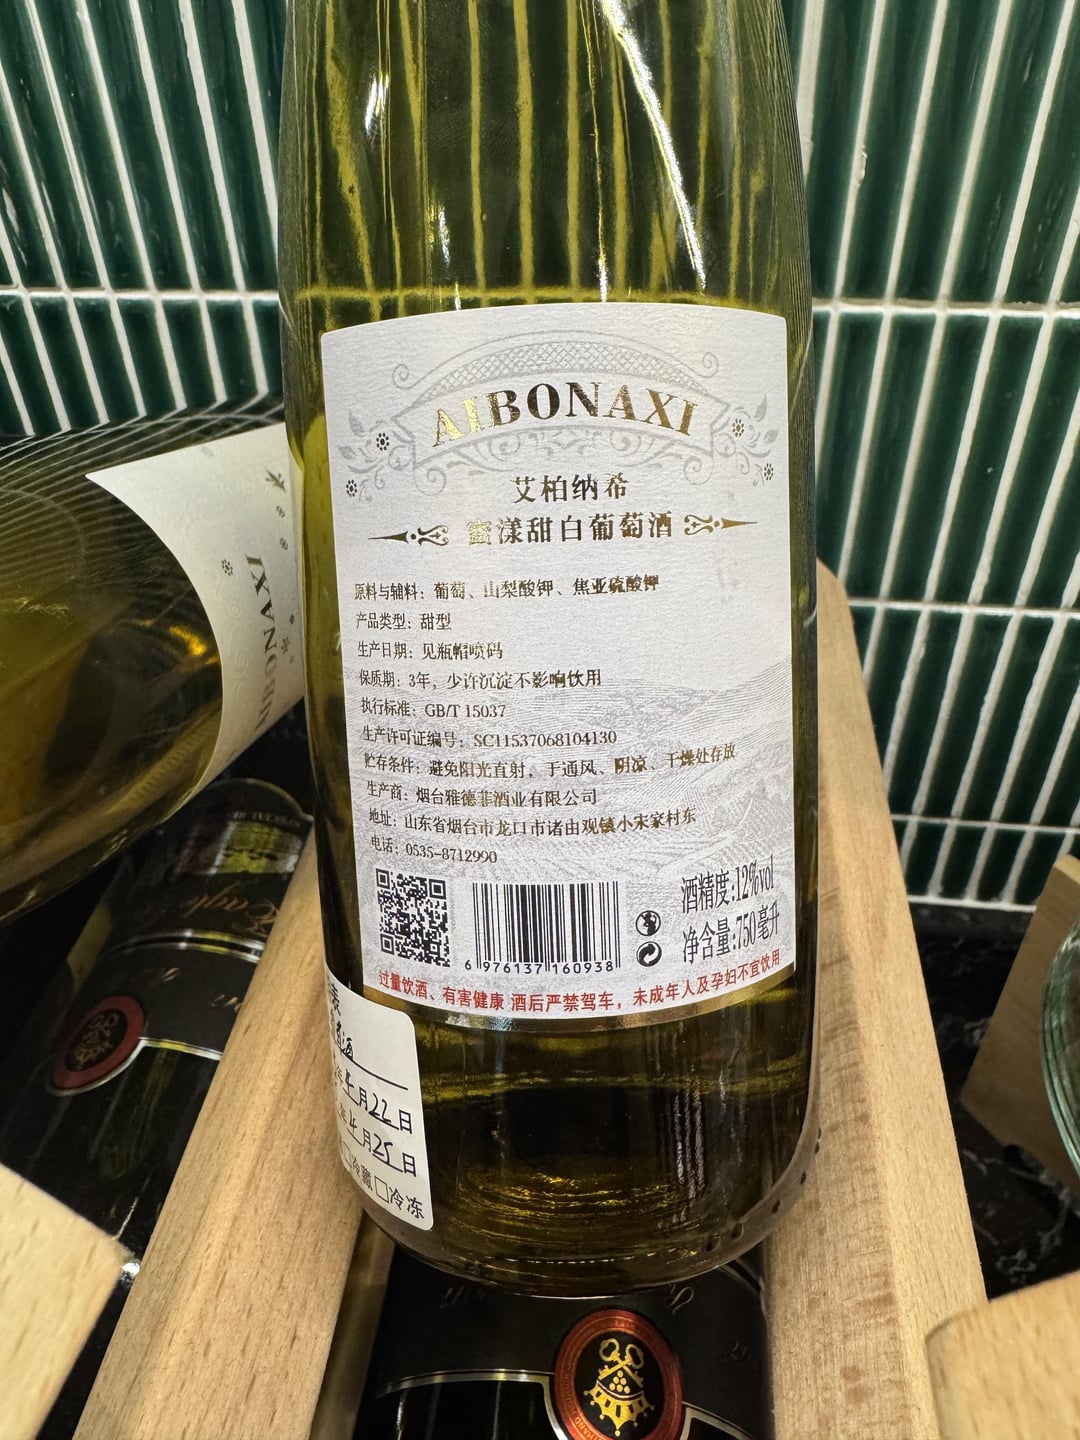 AIBONAXI
艾柏纳希
蜜漾甜白葡萄酒
原料与辅料：葡萄、山梨酸钾、焦亚硫酸钾
产品类型：甜型
生产日期：见瓶帽喷码
保质期：3年，少许沉淀不影响饮用
执行标准：GB/T 15037
生产许可证编号：SC11537068104130
贮存条件：避免阳光直射，于通风、阴凉、干燥处存放
生产商：烟台雅德菲酒业有限公司
地址：山东省烟台市龙口市诸由观镇小宋家村东
电话：0535-8712990
酒精度:12%vol
净含量:750毫升
6 976137 160938
过量饮酒、有害健康 酒后严禁驾车，未成年人及孕妇不宜饮用
月22日
月25日
冷藏 □冷冻
AIBONAXI
Eagle